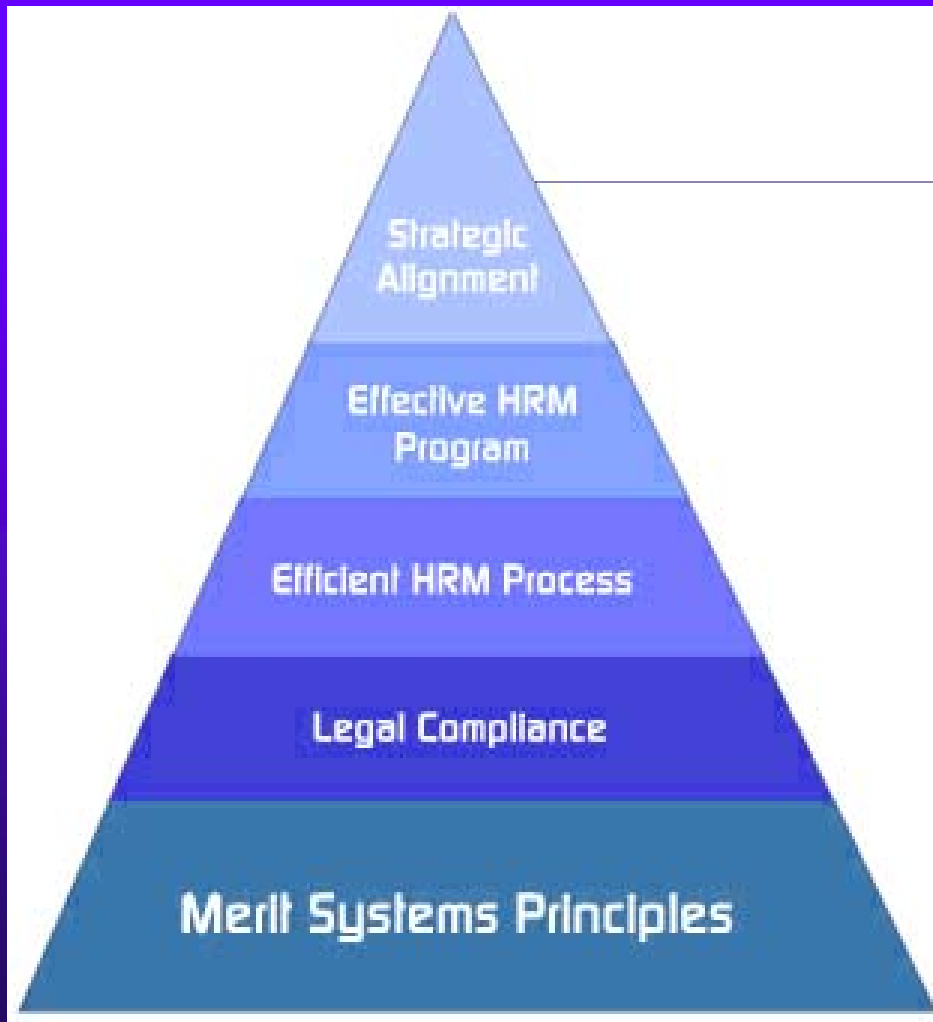 Strategic
Alignment
Effective HRM
Program
Efficient HRM Process
Legal Compliance
Merit Systems Principles